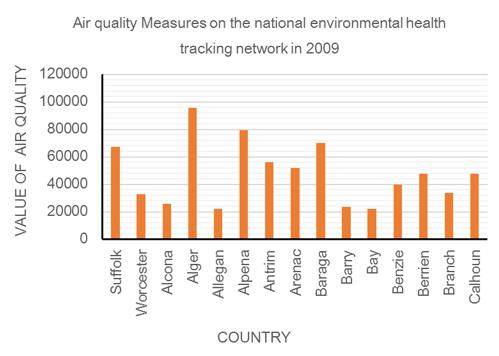 Air quality Measures on the national environmental health
tracking network in 2009
VALUE OF AIR QUALITY
120000
100000
80000
60000
40000
20000
0
Suffolk
Worcester
Alcona
Alger
Allegan
Alpena
Antrim
Arenac
Baraga
Barry
Bay
Benzie
Berrien
Branch
Calhoun
COUNTRY